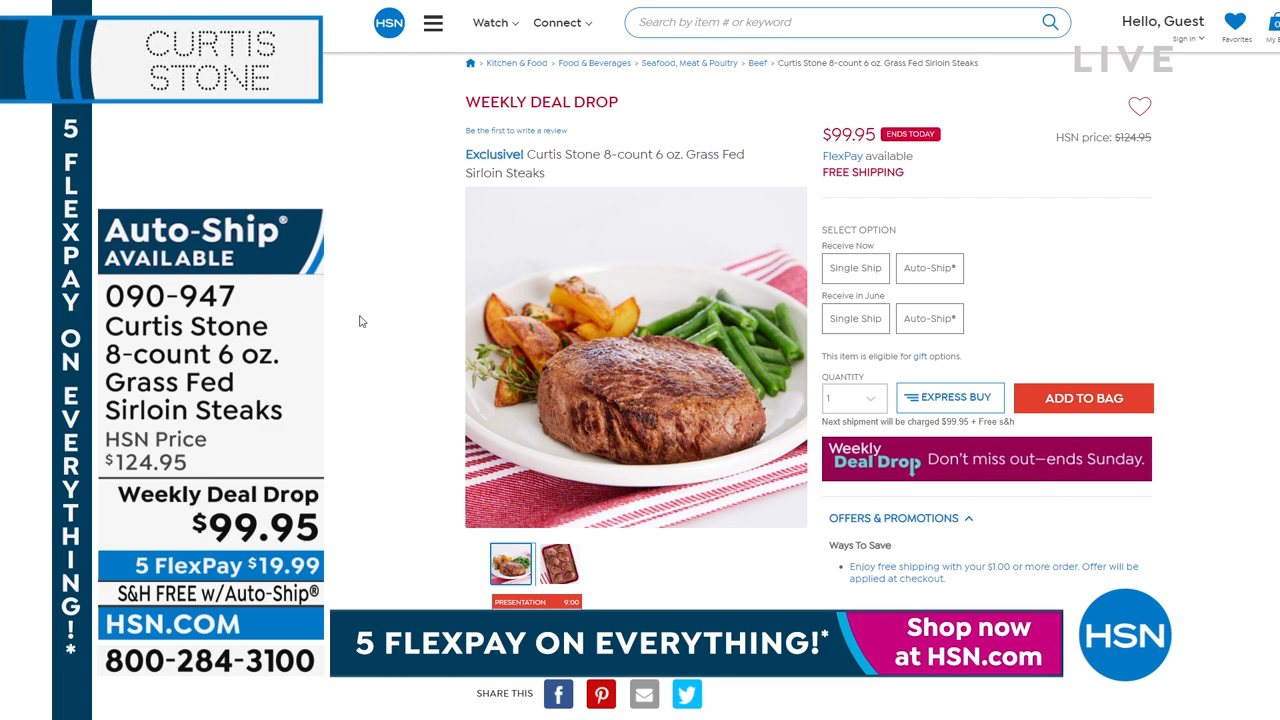 CURTIS
STONE
5 FLEXPAY ON EVERYTHING!*
Auto-Ship®
AVAILABLE
090-947
Curtis Stone
8-count 6 oz.
Grass Fed
Sirloin Steaks
HSN Price
$124.95
Weekly Deal Drop
$99.95
5 FlexPay $19.99
S&H FREE w/Auto-Ship®
HSN.COM
800-284-3100
HSN
Watch
Connect
Search by item # or keyword
Hello, Guest
Sign In
Favorites
My B
0
LIVE
> Kitchen & Food > Food & Beverages > Seafood, Meat & Poultry > Beef > Curtis Stone 8-count 6 oz. Grass Fed Sirloin Steaks
WEEKLY DEAL DROP
Be the first to write a review
Exclusive! Curtis Stone 8-count 6 oz. Grass Fed
Sirloin Steaks
$99.95 ENDS TODAY
HSN price: $124.95
FlexPay available
FREE SHIPPING
SELECT OPTION
Receive Now
Single Ship
Auto-Ship®
Receive in June
Single Ship
Auto-Ship®
This item is eligible for gift options.
QUANTITY
1
EXPRESS BUY
ADD TO BAG
Next shipment will be charged $99.95 + Free s&h
Weekly
Deal Drop
Don't miss out—ends Sunday.
OFFERS & PROMOTIONS
Ways To Save
• Enjoy free shipping with your $1.00 or more order. Offer will be
applied at checkout.
PRESENTATION 9:00
5 FLEXPAY ON EVERYTHING!*
Shop now
at HSN.com
HSN
SHARE THIS